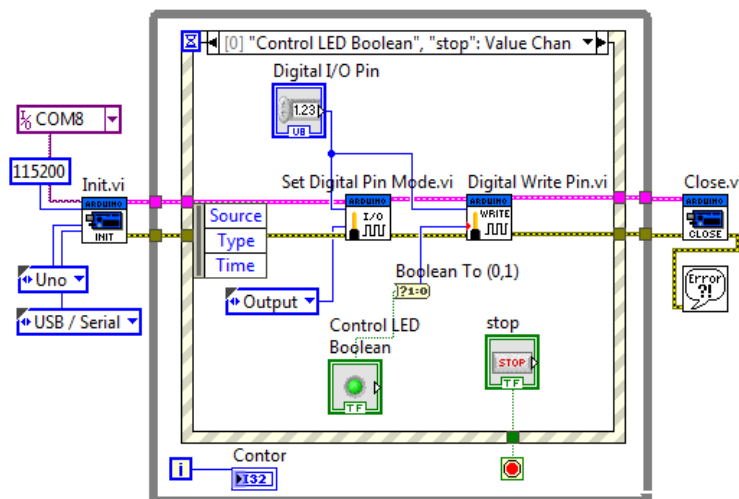 [0] "Control LED Boolean", "stop": Value Chan
Digital I/O Pin
1.23
U8
I/O COM8
115200
Init.vi
ARDUINO
INIT
Set Digital Pin Mode.vi
ARDUINO
I/O
Digital Write Pin.vi
ARDUINO
WRITE
Close.v
ARDUINO
CLOSE
Source
Type
Time
Uno
USB / Serial
Output
Boolean To (0,1)
?1:0
Error
?!
Control LED
Boolean
TF
stop
STOP
TF
i
Contor
I32